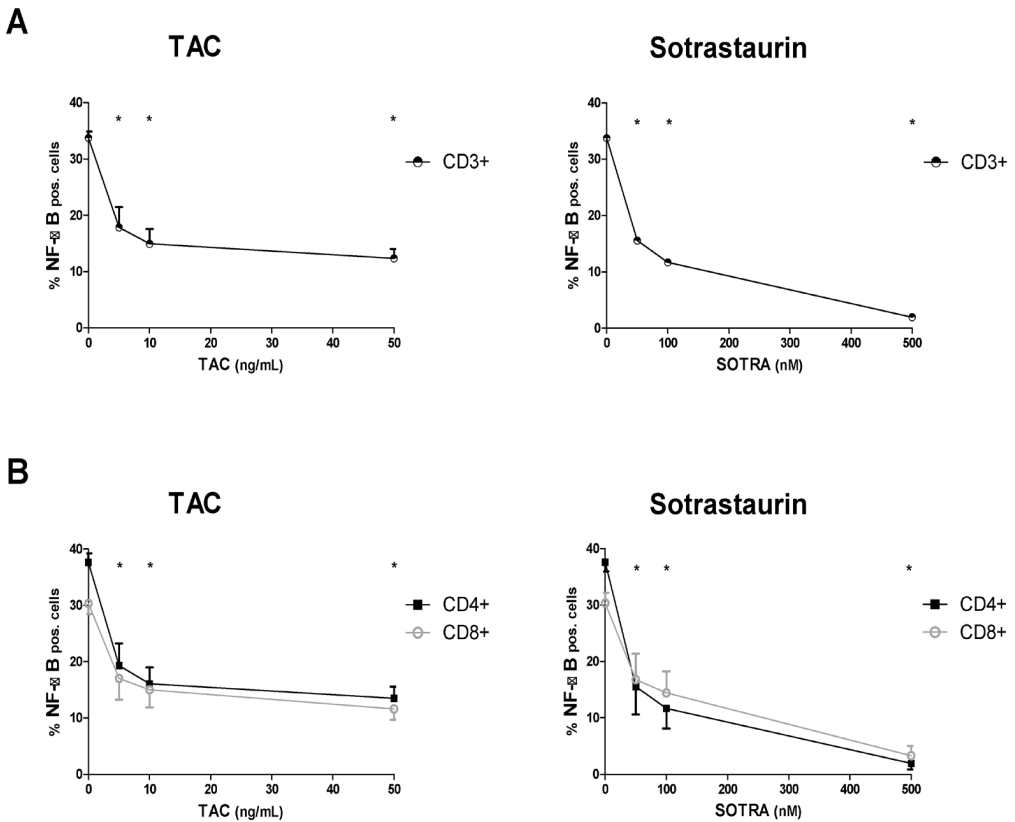 A
TAC
Sotrastaurin
% NF-□ B pos. cells
40
30
20
10
0
* * *
CD3+
0 10 20 30 40 50
TAC (ng/mL)
% NF-□ B pos. cells
40
30
20
10
0
* * *
CD3+
0 100 200 300 400 500
SOTRA (nM)
B
TAC
Sotrastaurin
% NF-□ B pos. cells
40
30
20
10
0
* * *
CD4+
CD8+
0 10 20 30 40 50
TAC (ng/mL)
% NF-□ B pos. cells
40
30
20
10
0
* * *
CD4+
CD8+
0 100 200 300 400 500
SOTRA (nM)